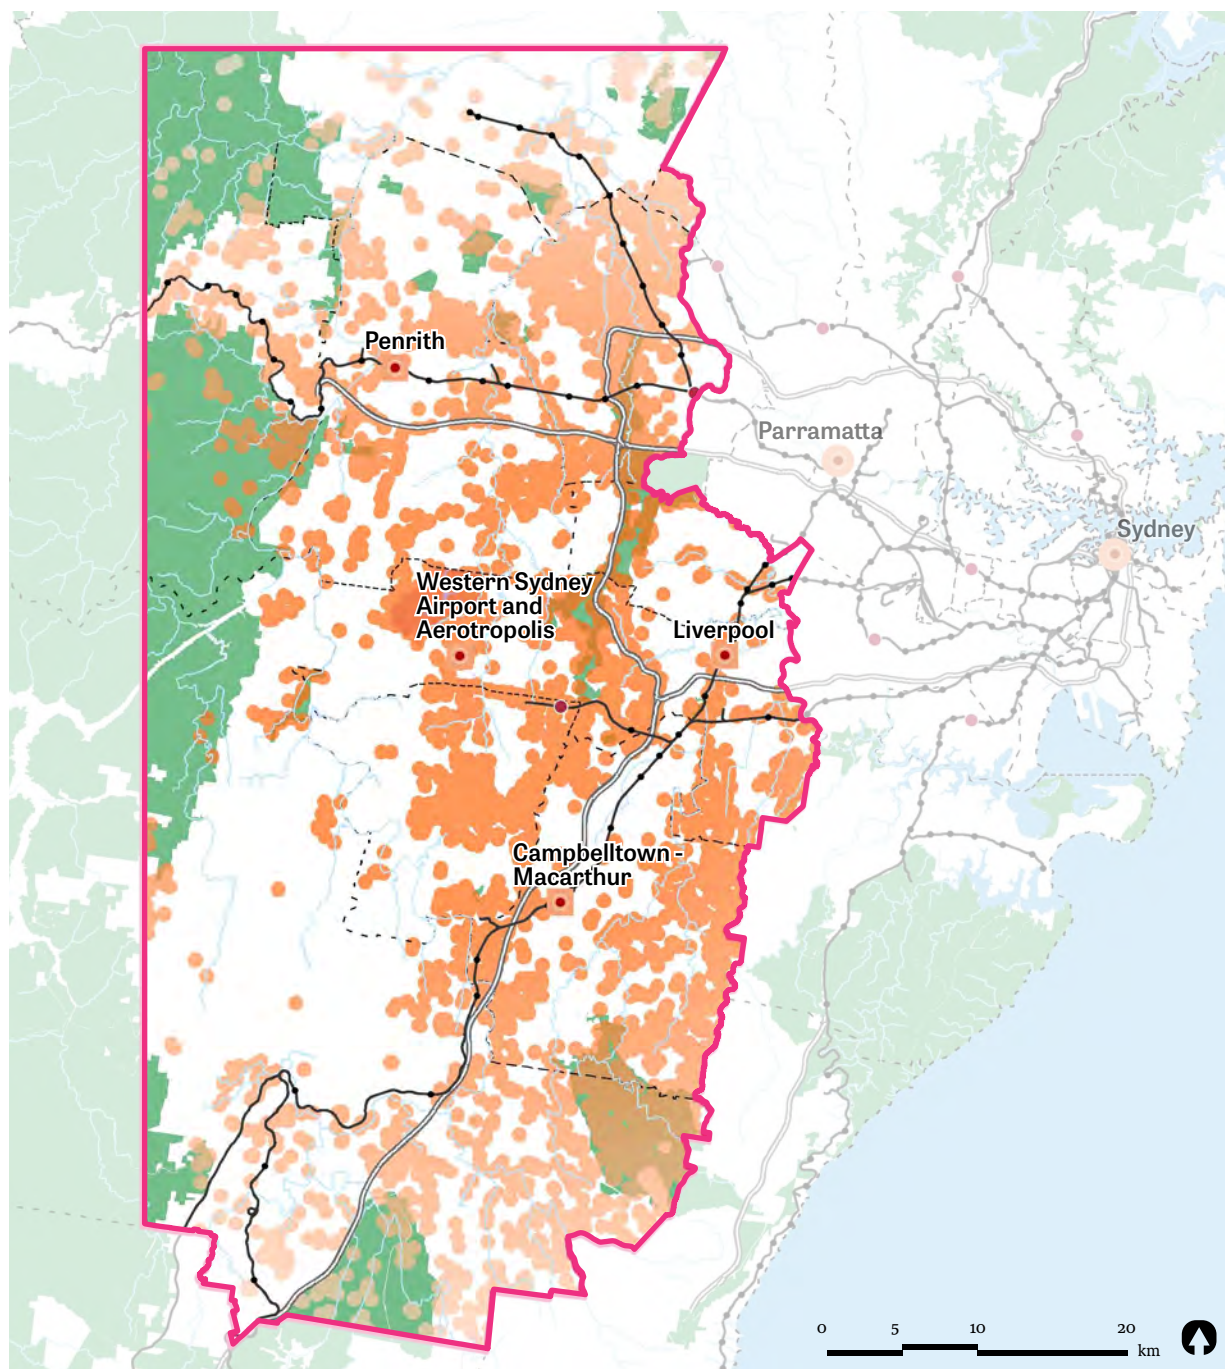 Penrith
Parramatta
Sydney
Western Sydney
Airport and
Aerotropolis
Liverpool
Campbelltown -
Macarthur
0 5 10 20
km